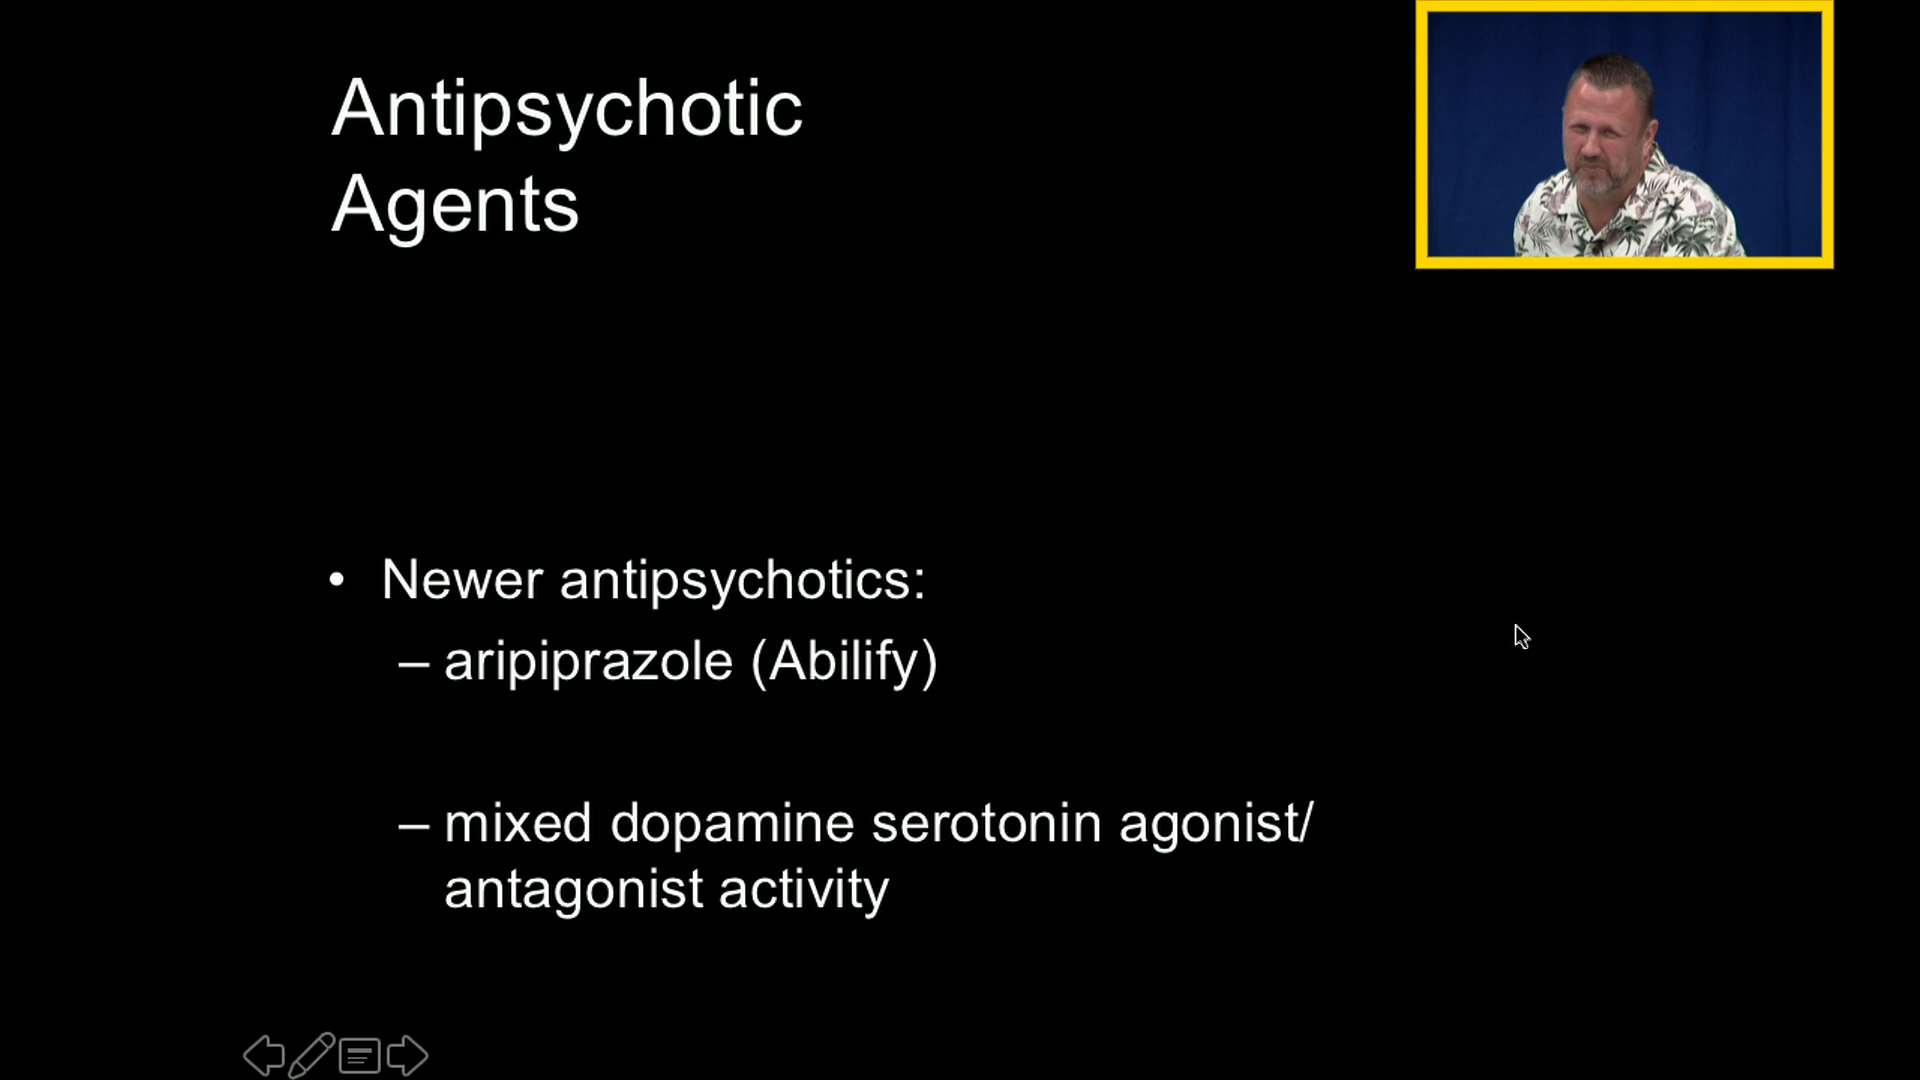 Antipsychotic
Agents
• Newer antipsychotics:
– aripiprazole (Abilify)
– mixed dopamine serotonin agonist/
antagonist activity